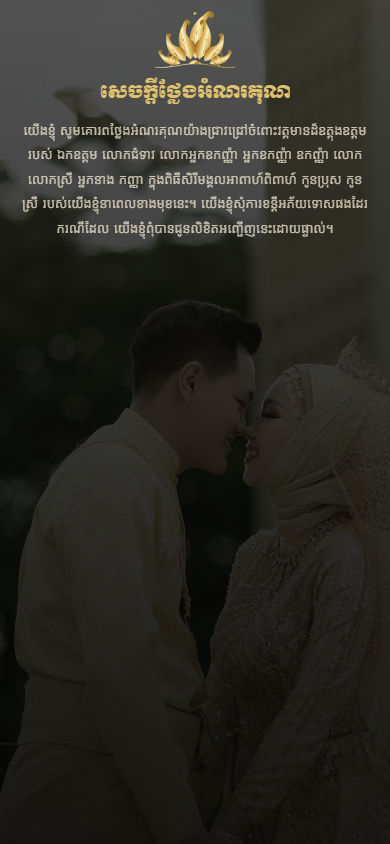 សេចក្តីថ្លែងអំណរគុណ
យើងខ្ញុំ សូមគោរពថ្លែងអំណរគុណយ៉ាងជ្រាវជ្រៅចំពោះវត្តមានដ៏ឧត្តុងឧត្តម
របស់ ឯកឧត្តម លោកជំទាវ លោកអ្នកឧកញ៉ា អ្នកឧកញ៉ា ឧកញ៉ា លោក
លោកស្រី អ្នកនាង កញ្ញា ក្នុងពិធីសិរីមង្គលអាពាហ៍ពិពាហ៍ កូនប្រុស កូន
ស្រី របស់យើងខ្ញុំនាពេលខាងមុខនេះ។ យើងខ្ញុំសុំការខន្តីអភ័យទោសផងដែរ
ករណីដែល យើងខ្ញុំពុំបានជូនលិខិតអញ្ជើញនេះដោយផ្ទាល់។